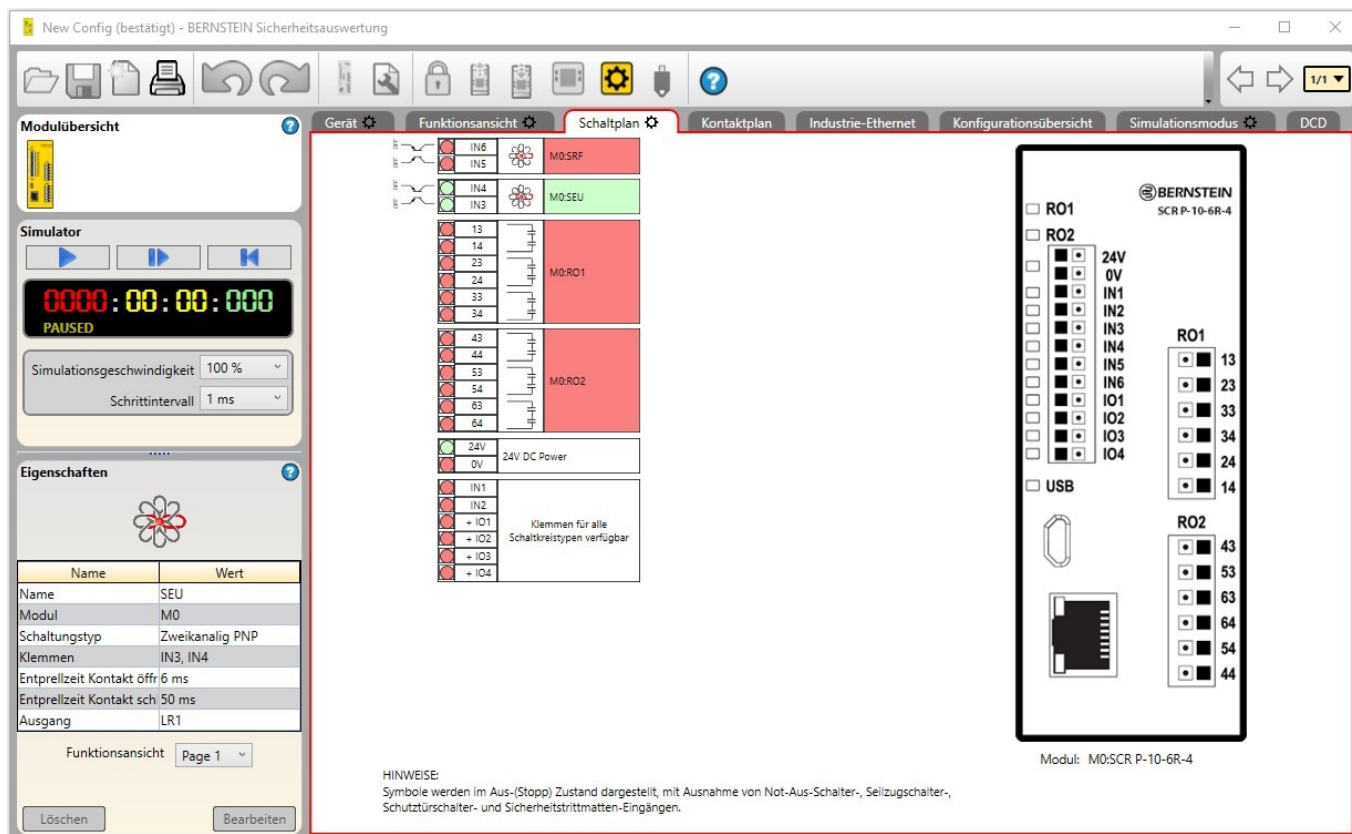 New Config (bestätigt) - BERNSTEIN Sicherheitsauswertung
1/1
Modulübersicht
Gerät
Funktionsansicht
Schaltplan
Kontaktplan
Industrie-Ethernet
Konfigurationsübersicht
Simulationsmodus
DCD
Simulator
0000:00:00:000
PAUSED
Simulationsgeschwindigkeit 100 %
Schrittintervall 1 ms
Eigenschaften
Name Wert
Name SEU
Modul M0
Schaltungstyp Zweikanalig PNP
Klemmen IN3, IN4
Entprellzeit Kontakt öffr 6 ms
Entprellzeit Kontakt sch 50 ms
Ausgang LR1
Funktionsansicht Page 1
Löschen Bearbeiten
IN6
IN5
M0:SRF
IN4
IN3
M0:SEU
13
14
23
24
33
34
M0:RO1
43
44
53
54
63
64
M0:RO2
24V
0V
24V DC Power
IN1
IN2
+ IO1
+ IO2
+ IO3
+ IO4
Klemmen für alle
Schaltkreistypen verfügbar
HINWEISE:
Symbole werden im Aus-(Stopp) Zustand dargestellt, mit Ausnahme von Not-Aus-Schalter-, Seilzugschalter-,
Schutztürschalter- und Sicherheitstrittmatten-Eingängen.
BERNSTEIN
SCR P-10-6R-4
RO1
RO2
24V
0V
IN1
IN2
IN3
IN4
IN5
IN6
IO1
IO2
IO3
IO4
USB
RO1
13
23
33
34
24
14
RO2
43
53
63
64
54
44
Modul: M0:SCR P-10-6R-4